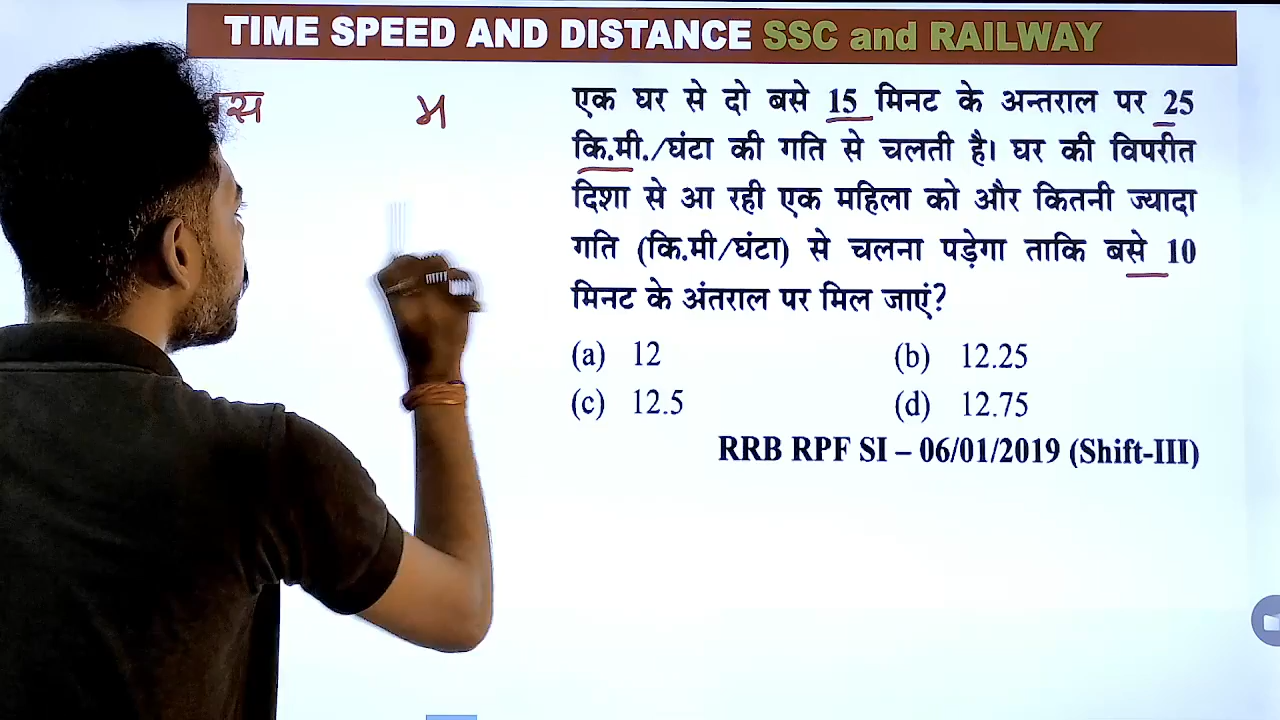 TIME SPEED AND DISTANCE SSC and RAILWAY
म
एक घर से दो बसे 15 मिनट के अन्तराल पर 25
कि.मी./घंटा की गति से चलती है। घर की विपरीत
दिशा से आ रही एक महिला को और कितनी ज्यादा
गति (कि.मी/घंटा) से चलना पड़ेगा ताकि बसे 10
मिनट के अंतराल पर मिल जाएं?
(a) 12 (b) 12.25
(c) 12.5 (d) 12.75
RRB RPF SI – 06/01/2019 (Shift-III)